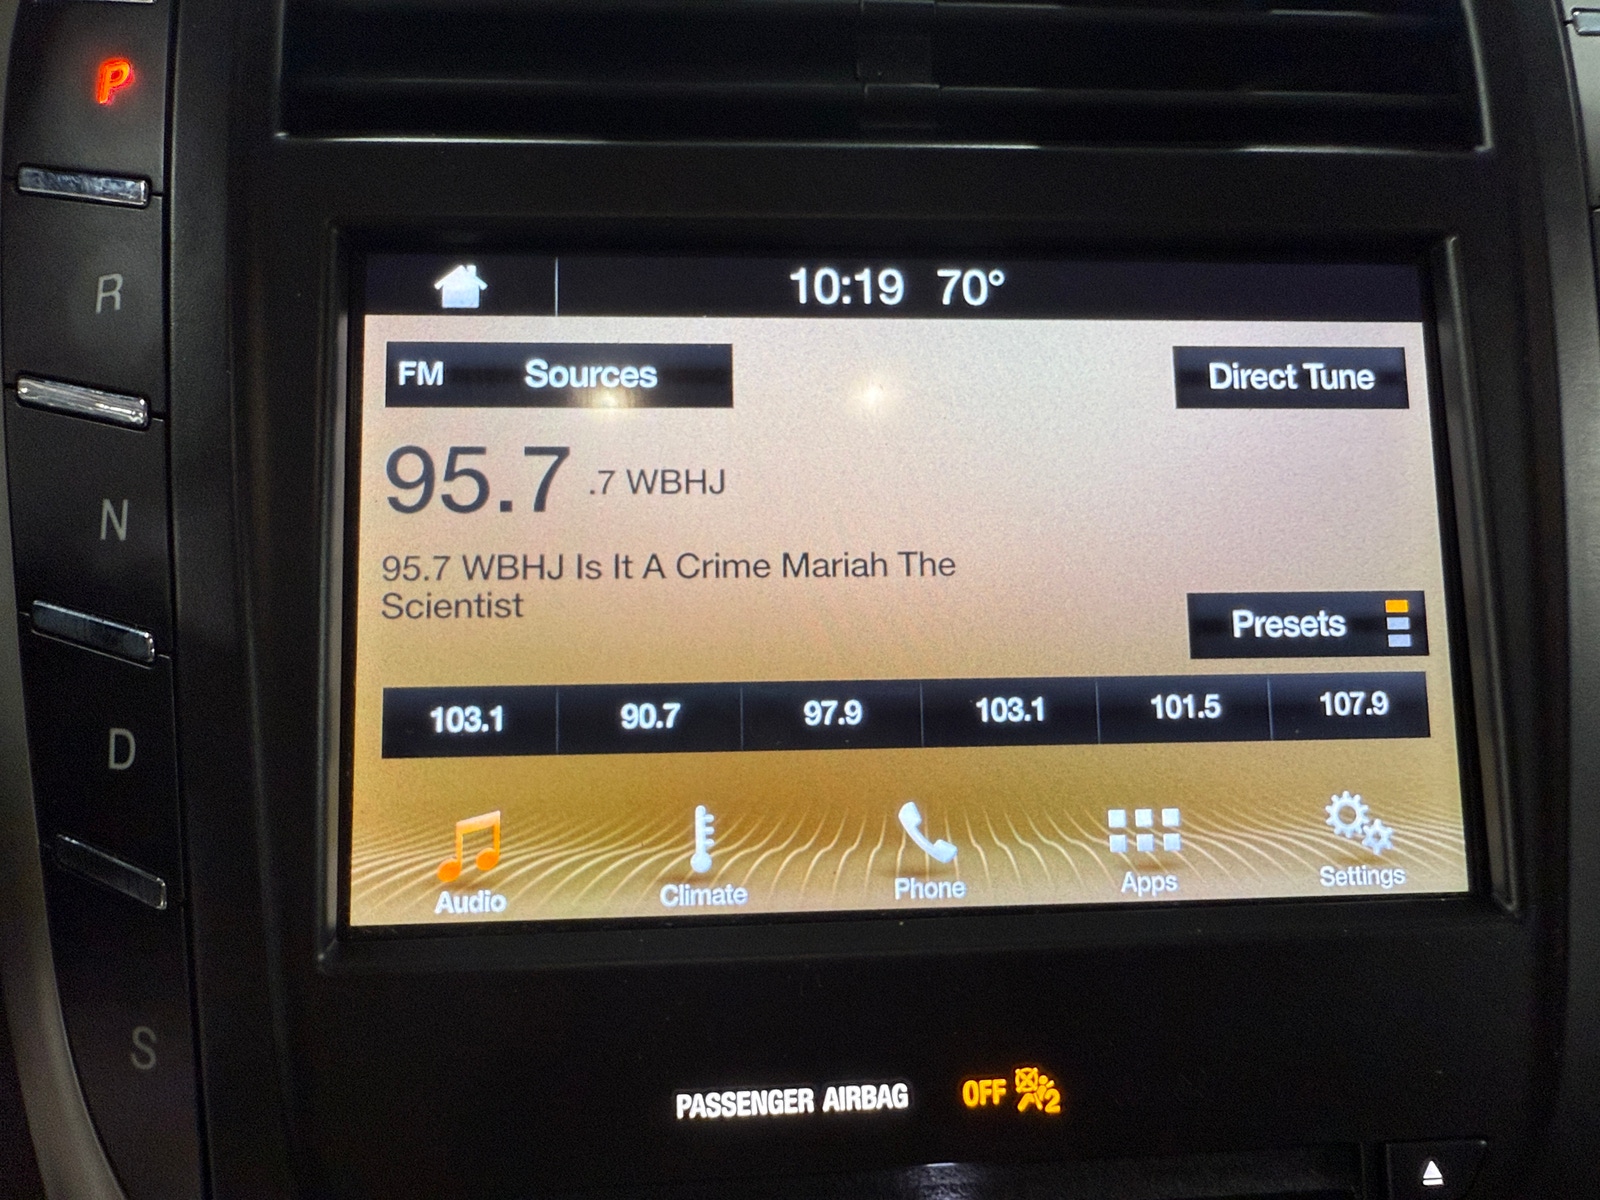 P
R
N
D
S
10:19 70°
FM Sources
Direct Tune
95.7 .7 WBHJ
95.7 WBHJ Is It A Crime Mariah The
Scientist
Presets
103.1 90.7 97.9 103.1 101.5 107.9
Audio Climate Phone Apps Settings
PASSENGER AIRBAG OFF 2